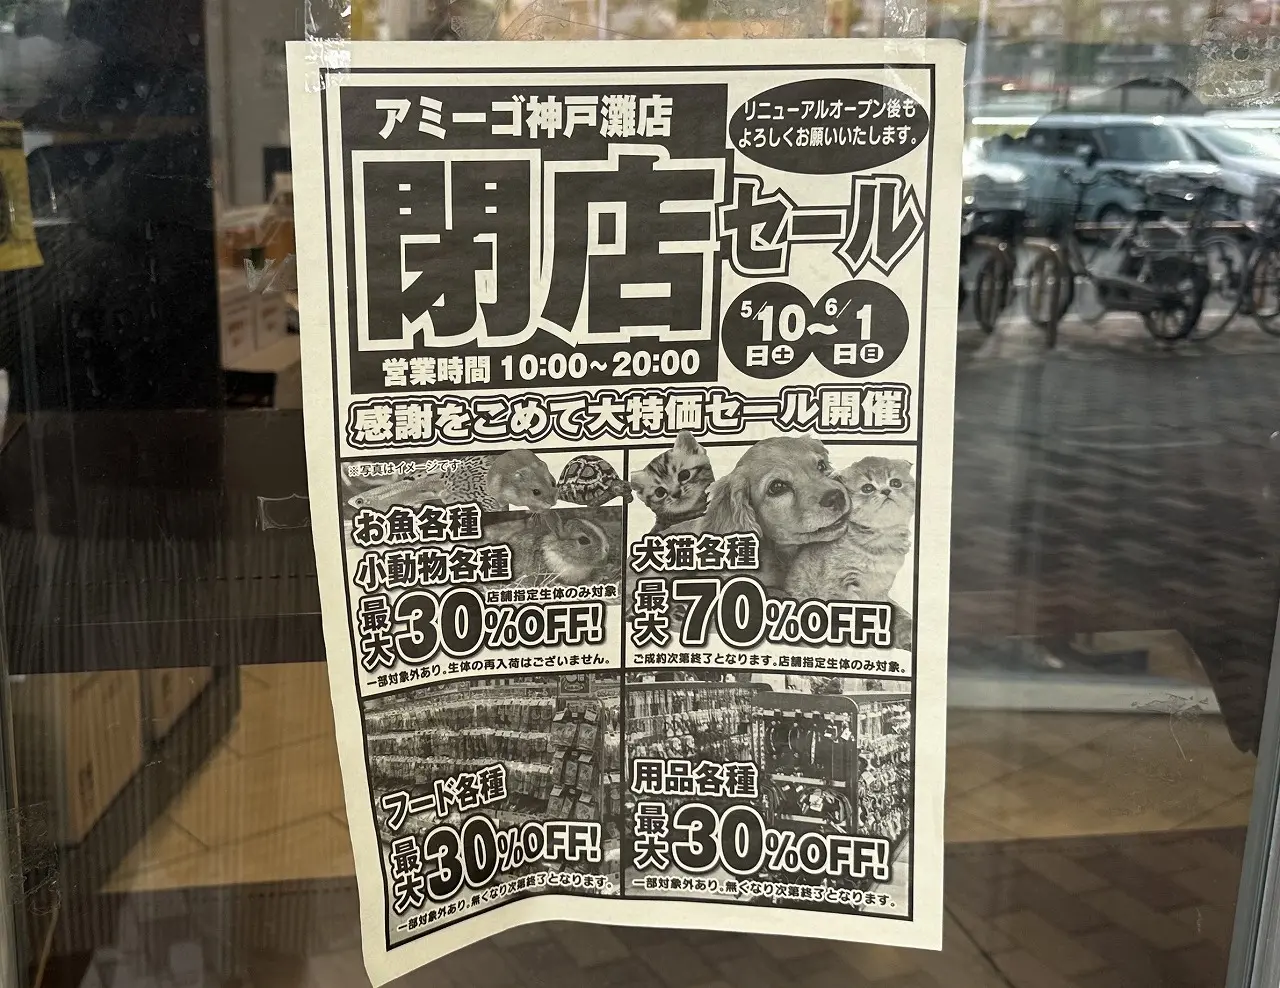 アミーゴ神戸灘店
リニューアルオープン後も
よろしくお願いいたします。
閉店
セール
5/10日㊏〜6/1日㊐
営業時間 10:00〜20:00
感謝をこめて大特価セール開催
※写真はイメージです
お魚各種
小動物各種
店舗指定生体のみ対象
最大30%OFF!
一部対象外あり。生体の再入荷はございません。
犬猫各種
最大70%OFF!
ご成約次第終了となります。店舗指定生体のみ対象。
フード各種
最大30%OFF!
一部対象外あり。無くなり次第終了となります。
用品各種
最大30%OFF!
一部対象外あり。無くなり次第終了となります。